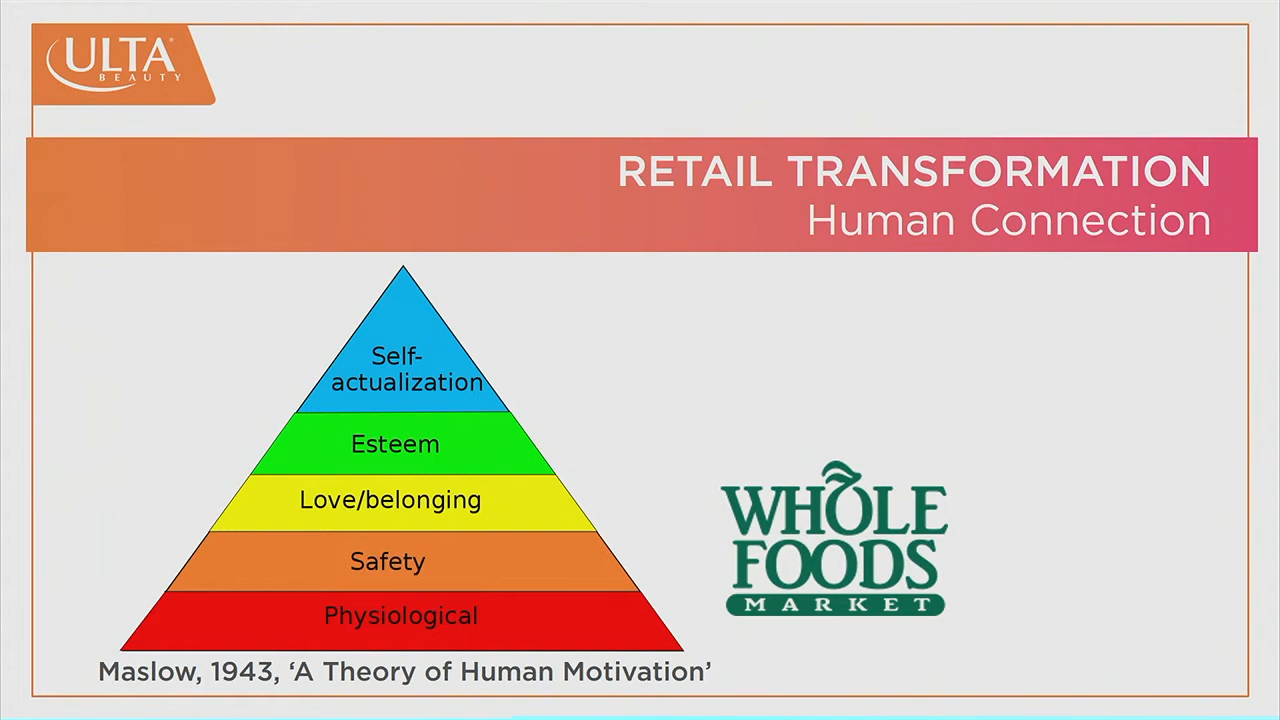 ULTA®
BEAUTY
RETAIL TRANSFORMATION
Human Connection
Self-
actualization
Esteem
Love/belonging
Safety
Physiological
WHOLE
FOODS
MARKET
Maslow, 1943, ‘A Theory of Human Motivation’